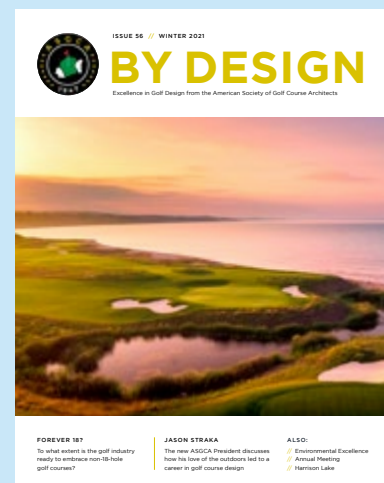 ASGCA
1947
ISSUE 56 // WINTER 2021
BY DESIGN
Excellence in Golf Design from the American Society of Golf Course Architects
FOREVER 18?
To what extent is the golf industry
ready to embrace non-18-hole
golf courses?
JASON STRAKA
The new ASGCA President discusses
how his love of the outdoors led to a
career in golf course design
ALSO:
// Environmental Excellence
// Annual Meeting
// Harrison Lake